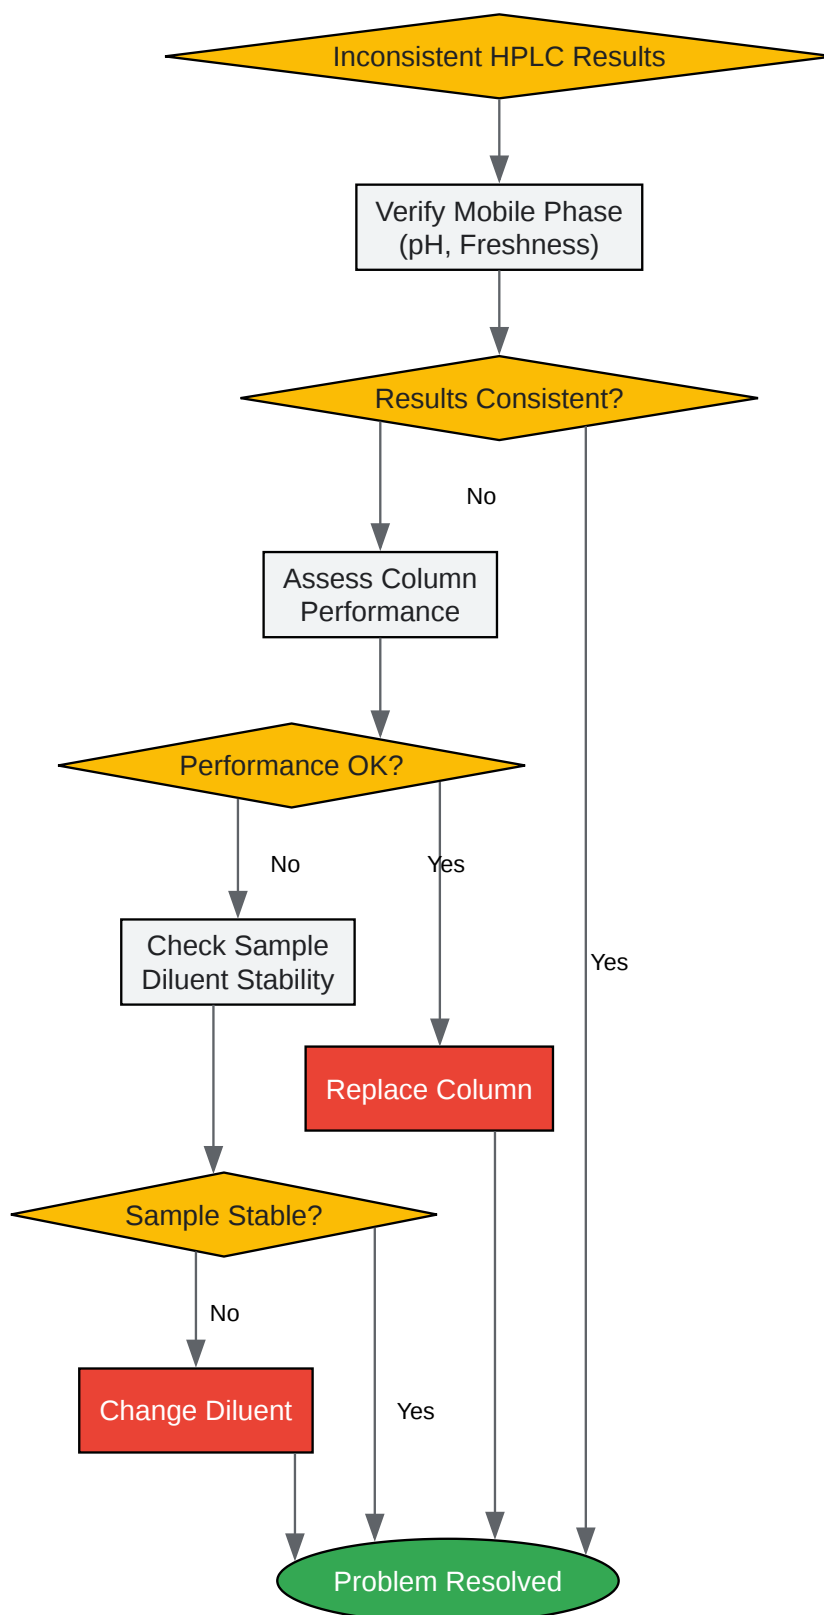 Inconsistent HPLC Results
Verify Mobile Phase
(pH, Freshness)
Results Consistent?
No
Assess Column
Performance
Performance OK?
No
Yes
Check Sample
Diluent Stability
Yes
Replace Column
Sample Stable?
No
Change Diluent
Yes
Problem Resolved